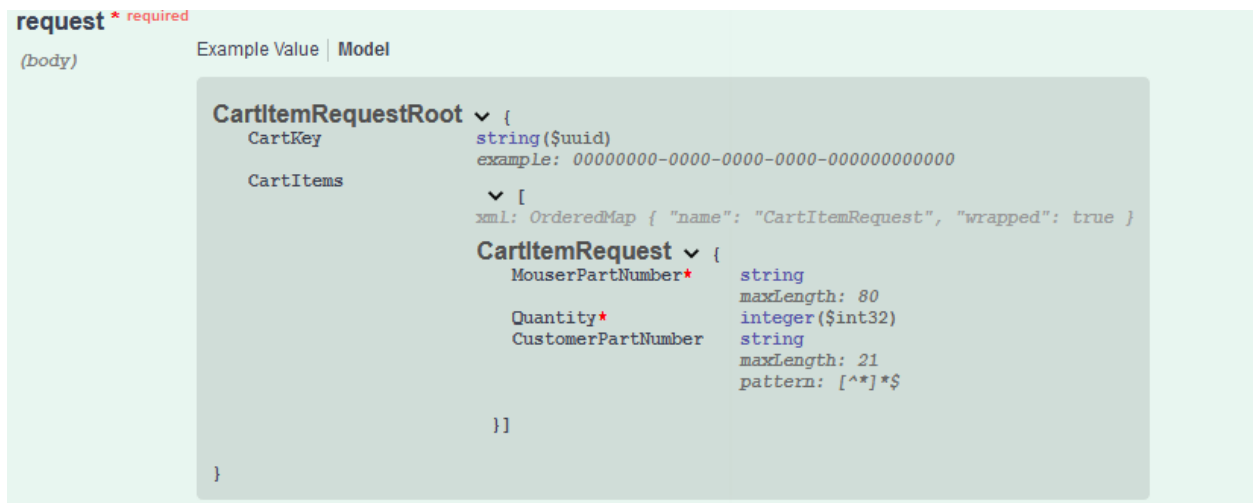 request * required
(body)
Example Value | Model
CartItemRequestRoot {
CartKey string($uuid)
example: 00000000-0000-0000-0000-000000000000
CartItems
[
xml: OrderedMap { "name": "CartItemRequest", "wrapped": true }
CartItemRequest {
MouserPartNumber* string
maxLength: 80
Quantity* integer($int32)
CustomerPartNumber string
maxLength: 21
pattern: [^*]*$
}]
}